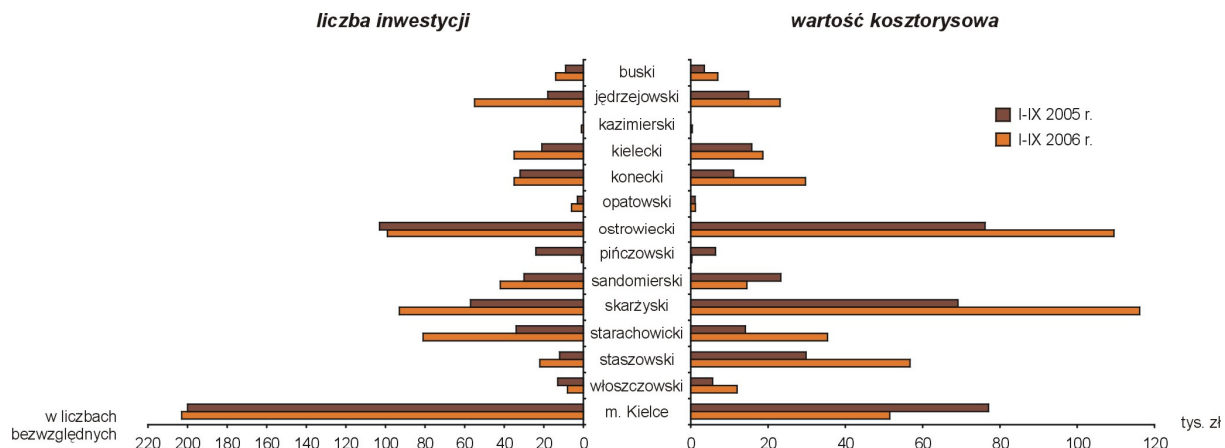 liczba inwestycji
wartość kosztorysowa
buski
jędrzejowski
kazimierski
kielecki
konecki
opatowski
ostrowiecki
pińczowski
sandomierski
skarżyski
starachowicki
staszowski
włoszczowski
m. Kielce
I-IX 2005 r.
I-IX 2006 r.
w liczbach
bezwzględnych
220 200 180 160 140 120 100 80 60 40 20 0
0 20 40 60 80 100 120
tys. zł